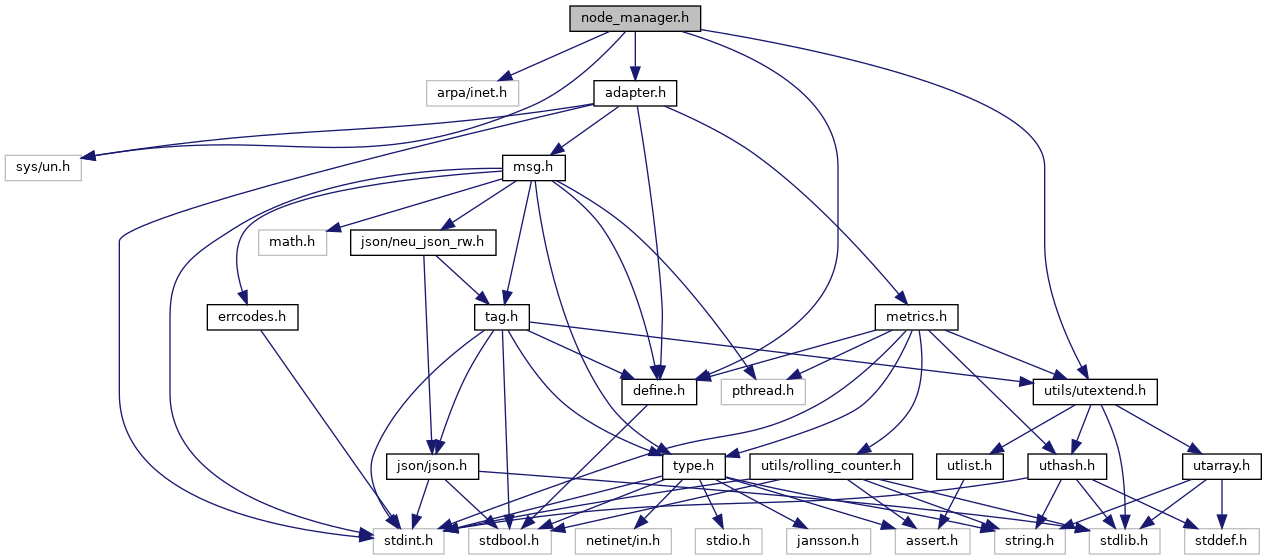 node_manager.h
arpa/inet.h
adapter.h
sys/un.h
msg.h
math.h
json/neu_json_rw.h
errcodes.h
tag.h
metrics.h
define.h
pthread.h
utils/utextend.h
json/json.h
type.h
utils/rolling_counter.h
utlist.h
uthash.h
utarray.h
stdint.h
stdbool.h
netinet/in.h
stdio.h
jansson.h
assert.h
string.h
stdlib.h
stddef.h